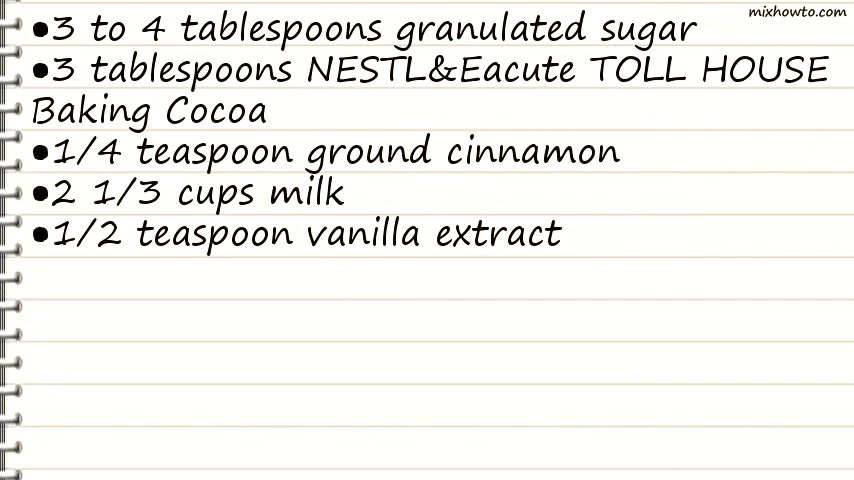 mixhowto.com
•3 to 4 tablespoons granulated sugar
•3 tablespoons NESTL&Eacute TOLL HOUSE
Baking Cocoa
•1/4 teaspoon ground cinnamon
•2 1/3 cups milk
•1/2 teaspoon vanilla extract